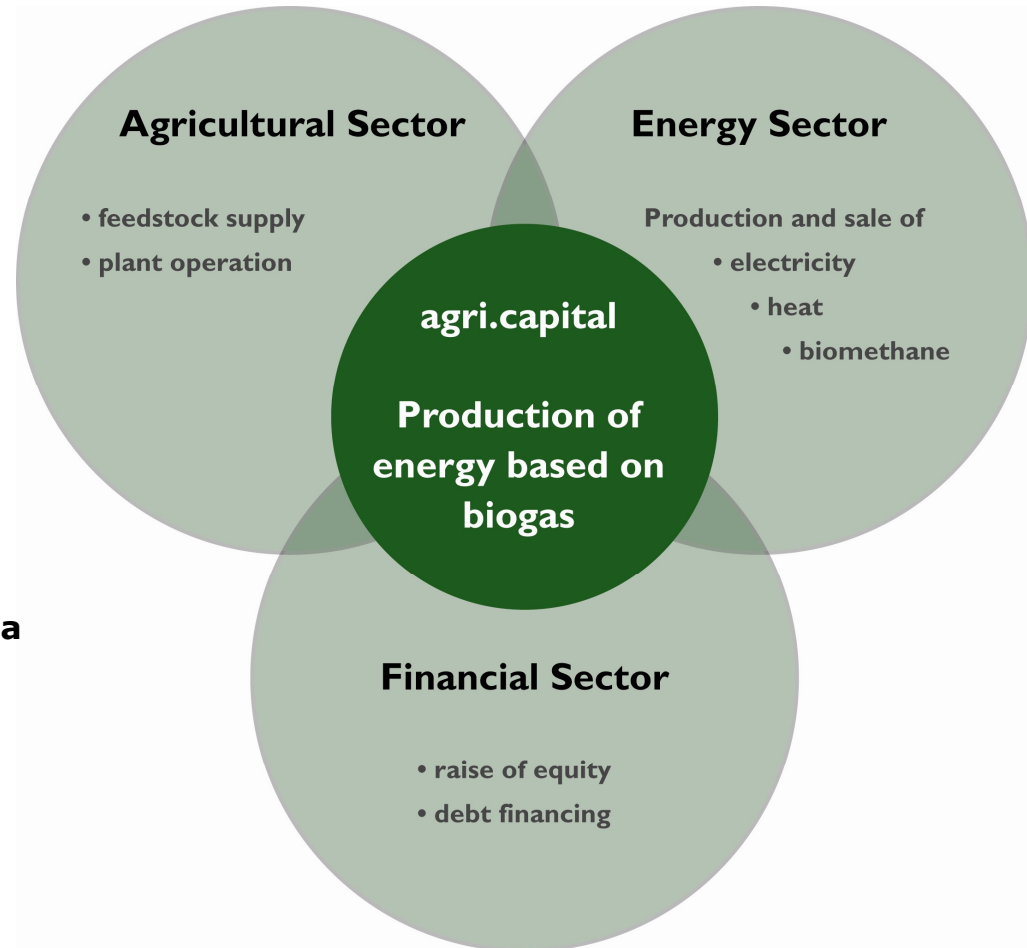 Agricultural Sector
• feedstock supply
• plant operation
Energy Sector
Production and sale of
• electricity
• heat
• biomethane
agri.capital
Production of
energy based on
biogas
a
Financial Sector
• raise of equity
• debt financing